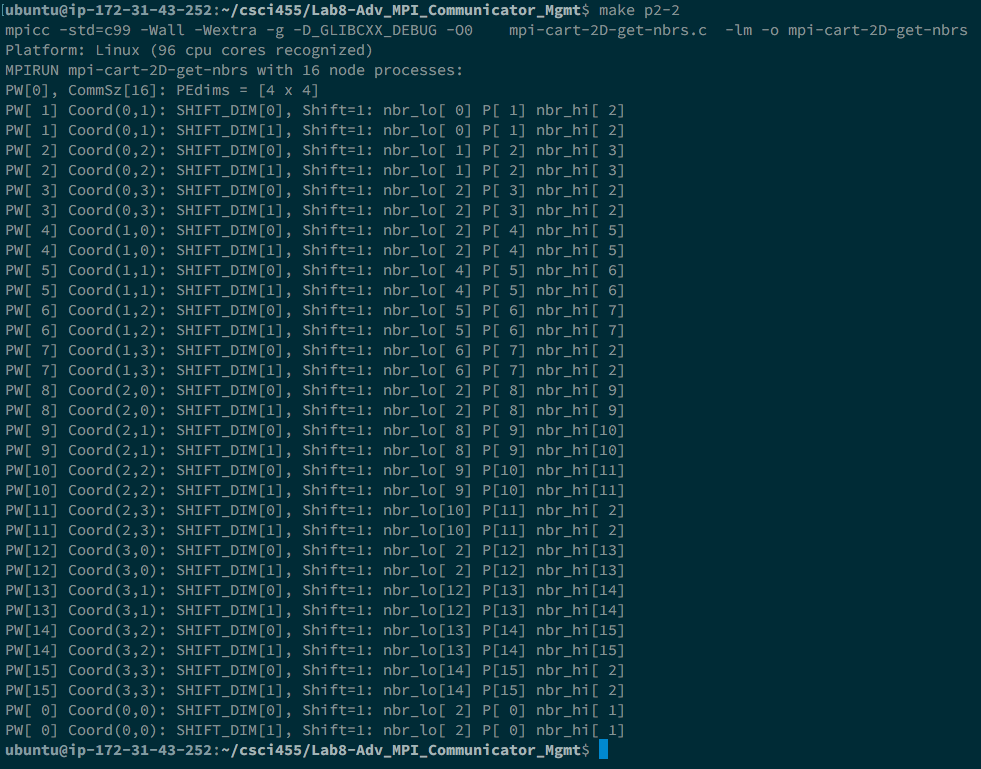 ubuntu@ip-172-31-43-252:~/csci455/Lab8-Adv_MPI_Communicator_Mgmt$ make p2-2
mpicc -std=c99 -Wall -Wextra -g -D_GLIBCXX_DEBUG -O0    mpi-cart-2D-get-nbrs.c  -lm -o mpi-cart-2D-get-nbrs
Platform: Linux (96 cpu cores recognized)
MPIRUN mpi-cart-2D-get-nbrs with 16 node processes:
PW[0], CommSz[16]: PEdims = [4 x 4]
PW[ 1] Coord(0,1): SHIFT_DIM[0], Shift=1: nbr_lo[ 0] P[ 1] nbr_hi[ 2]
PW[ 1] Coord(0,1): SHIFT_DIM[1], Shift=1: nbr_lo[ 0] P[ 1] nbr_hi[ 2]
PW[ 2] Coord(0,2): SHIFT_DIM[0], Shift=1: nbr_lo[ 1] P[ 2] nbr_hi[ 3]
PW[ 2] Coord(0,2): SHIFT_DIM[1], Shift=1: nbr_lo[ 1] P[ 2] nbr_hi[ 3]
PW[ 3] Coord(0,3): SHIFT_DIM[0], Shift=1: nbr_lo[ 2] P[ 3] nbr_hi[ 2]
PW[ 3] Coord(0,3): SHIFT_DIM[1], Shift=1: nbr_lo[ 2] P[ 3] nbr_hi[ 2]
PW[ 4] Coord(1,0): SHIFT_DIM[0], Shift=1: nbr_lo[ 2] P[ 4] nbr_hi[ 5]
PW[ 4] Coord(1,0): SHIFT_DIM[1], Shift=1: nbr_lo[ 2] P[ 4] nbr_hi[ 5]
PW[ 5] Coord(1,1): SHIFT_DIM[0], Shift=1: nbr_lo[ 4] P[ 5] nbr_hi[ 6]
PW[ 5] Coord(1,1): SHIFT_DIM[1], Shift=1: nbr_lo[ 4] P[ 5] nbr_hi[ 6]
PW[ 6] Coord(1,2): SHIFT_DIM[0], Shift=1: nbr_lo[ 5] P[ 6] nbr_hi[ 7]
PW[ 6] Coord(1,2): SHIFT_DIM[1], Shift=1: nbr_lo[ 5] P[ 6] nbr_hi[ 7]
PW[ 7] Coord(1,3): SHIFT_DIM[0], Shift=1: nbr_lo[ 6] P[ 7] nbr_hi[ 2]
PW[ 7] Coord(1,3): SHIFT_DIM[1], Shift=1: nbr_lo[ 6] P[ 7] nbr_hi[ 2]
PW[ 8] Coord(2,0): SHIFT_DIM[0], Shift=1: nbr_lo[ 2] P[ 8] nbr_hi[ 9]
PW[ 8] Coord(2,0): SHIFT_DIM[1], Shift=1: nbr_lo[ 2] P[ 8] nbr_hi[ 9]
PW[ 9] Coord(2,1): SHIFT_DIM[0], Shift=1: nbr_lo[ 8] P[ 9] nbr_hi[10]
PW[ 9] Coord(2,1): SHIFT_DIM[1], Shift=1: nbr_lo[ 8] P[ 9] nbr_hi[10]
PW[10] Coord(2,2): SHIFT_DIM[0], Shift=1: nbr_lo[ 9] P[10] nbr_hi[11]
PW[10] Coord(2,2): SHIFT_DIM[1], Shift=1: nbr_lo[ 9] P[10] nbr_hi[11]
PW[11] Coord(2,3): SHIFT_DIM[0], Shift=1: nbr_lo[10] P[11] nbr_hi[ 2]
PW[11] Coord(2,3): SHIFT_DIM[1], Shift=1: nbr_lo[10] P[11] nbr_hi[ 2]
PW[12] Coord(3,0): SHIFT_DIM[0], Shift=1: nbr_lo[ 2] P[12] nbr_hi[13]
PW[12] Coord(3,0): SHIFT_DIM[1], Shift=1: nbr_lo[ 2] P[12] nbr_hi[13]
PW[13] Coord(3,1): SHIFT_DIM[0], Shift=1: nbr_lo[12] P[13] nbr_hi[14]
PW[13] Coord(3,1): SHIFT_DIM[1], Shift=1: nbr_lo[12] P[13] nbr_hi[14]
PW[14] Coord(3,2): SHIFT_DIM[0], Shift=1: nbr_lo[13] P[14] nbr_hi[15]
PW[14] Coord(3,2): SHIFT_DIM[1], Shift=1: nbr_lo[13] P[14] nbr_hi[15]
PW[15] Coord(3,3): SHIFT_DIM[0], Shift=1: nbr_lo[14] P[15] nbr_hi[ 2]
PW[15] Coord(3,3): SHIFT_DIM[1], Shift=1: nbr_lo[14] P[15] nbr_hi[ 2]
PW[ 0] Coord(0,0): SHIFT_DIM[0], Shift=1: nbr_lo[ 2] P[ 0] nbr_hi[ 1]
PW[ 0] Coord(0,0): SHIFT_DIM[1], Shift=1: nbr_lo[ 2] P[ 0] nbr_hi[ 1]
ubuntu@ip-172-31-43-252:~/csci455/Lab8-Adv_MPI_Communicator_Mgmt$